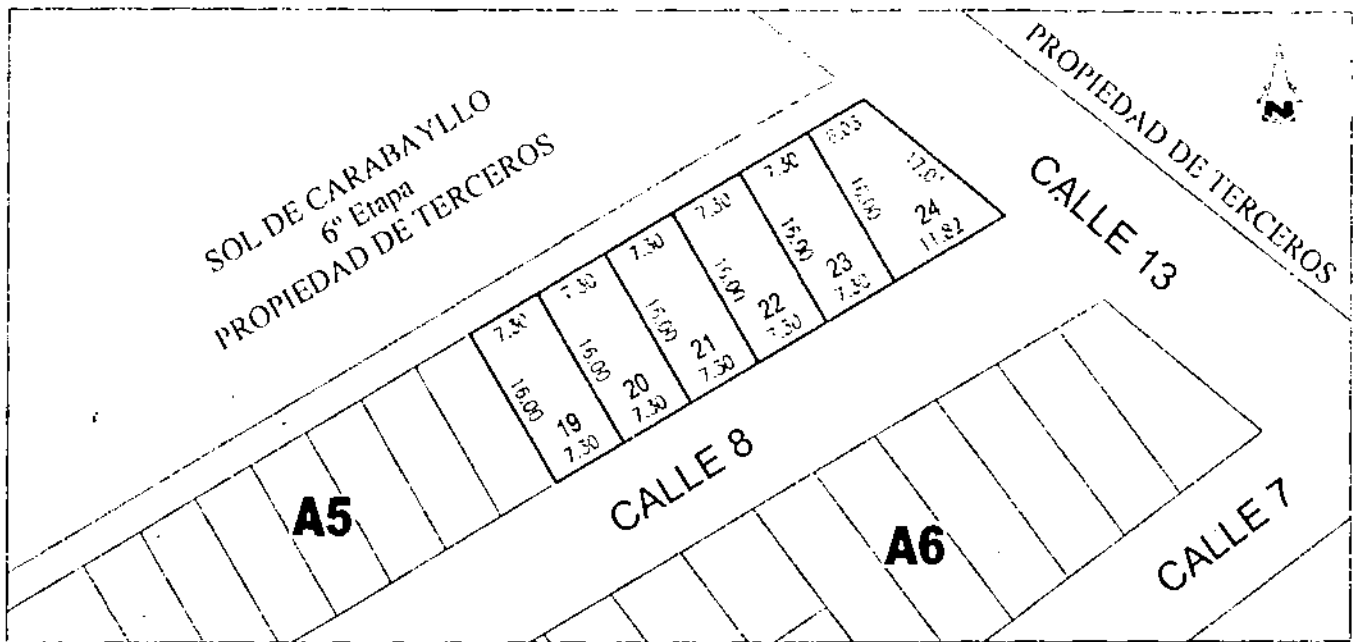 SOL DE CARABAYLLO
6º Etapa
PROPIEDAD DE TERCEROS
PROPIEDAD DE TERCEROS
N
CALLE 13
7.30
16.00
19
7.30
7.30
16.00
20
7.30
7.30
16.00
21
7.30
7.30
16.00
22
7.30
7.30
16.00
23
7.30
16.00
24
11.82
A5
CALLE 8
A6
CALLE 7